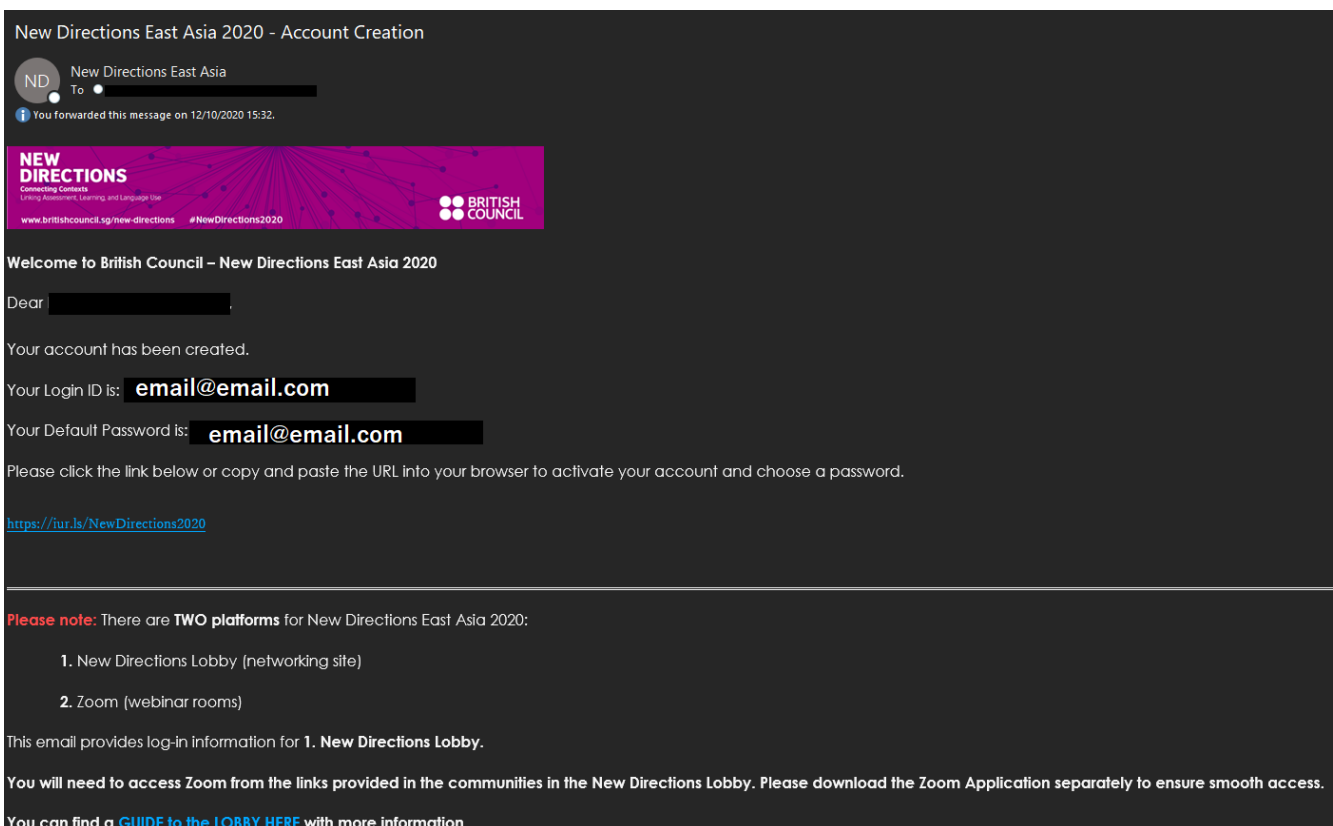 New Directions East Asia 2020 - Account Creation
ND
New Directions East Asia
To
You forwarded this message on 12/10/2020 15:32.
NEW
DIRECTIONS
Connecting Contexts
Linking Assessment, Learning, and Language Use
www.britishcouncil.sg/new-directions #NewDirections2020
BRITISH
COUNCIL
Welcome to British Council – New Directions East Asia 2020
Dear ,
Your account has been created.
Your Login ID is: email@email.com
Your Default Password is: email@email.com
Please click the link below or copy and paste the URL into your browser to activate your account and choose a password.
https://iur.ls/NewDirections2020
Please note: There are TWO platforms for New Directions East Asia 2020:
1. New Directions Lobby (networking site)
2. Zoom (webinar rooms)
This email provides log-in information for 1. New Directions Lobby.
You will need to access Zoom from the links provided in the communities in the New Directions Lobby. Please download the Zoom Application separately to ensure smooth access.
You can find a GUIDE to the LOBBY HERE with more information